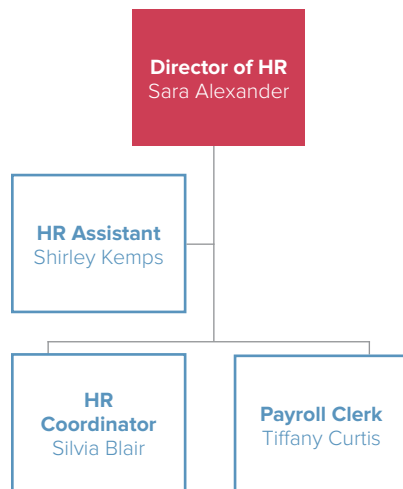 Director of HR
Sara Alexander
HR Assistant
Shirley Kemps
HR
Coordinator
Silvia Blair
Payroll Clerk
Tiffany Curtis